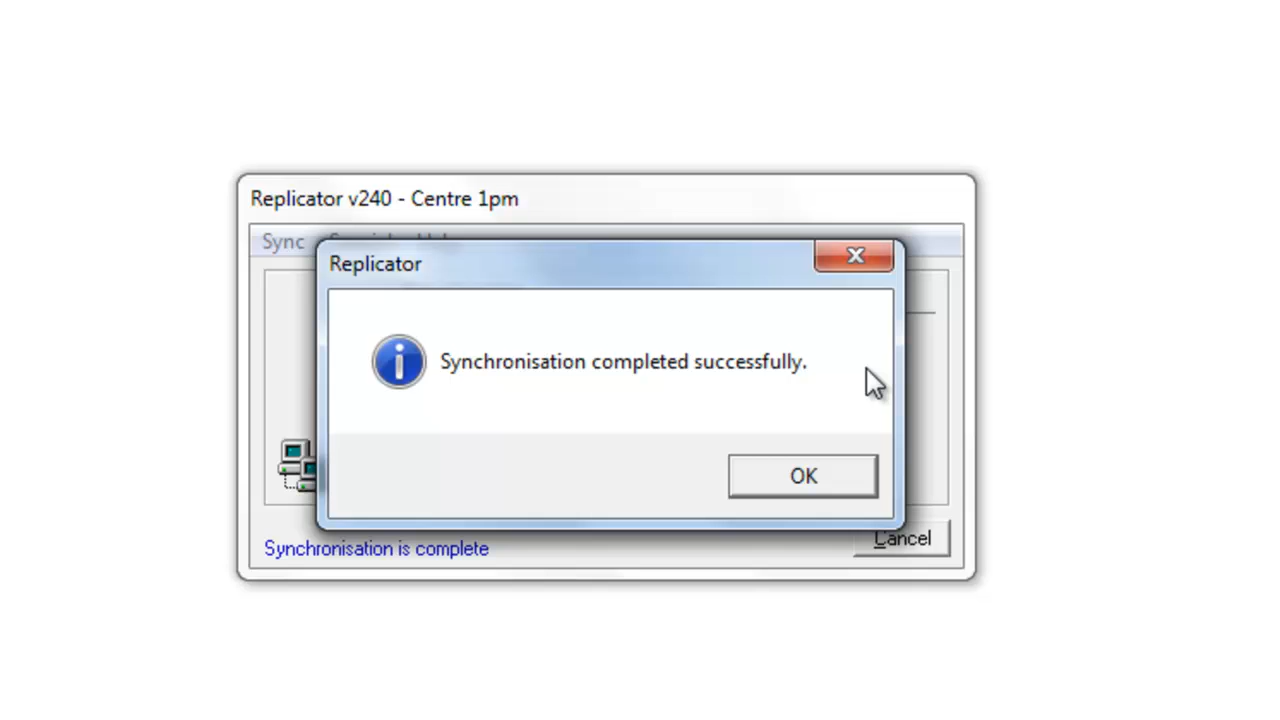 Replicator v240 - Centre 1pm
Sync
Replicator
Synchronisation completed successfully.
OK
Synchronisation is complete
Cancel